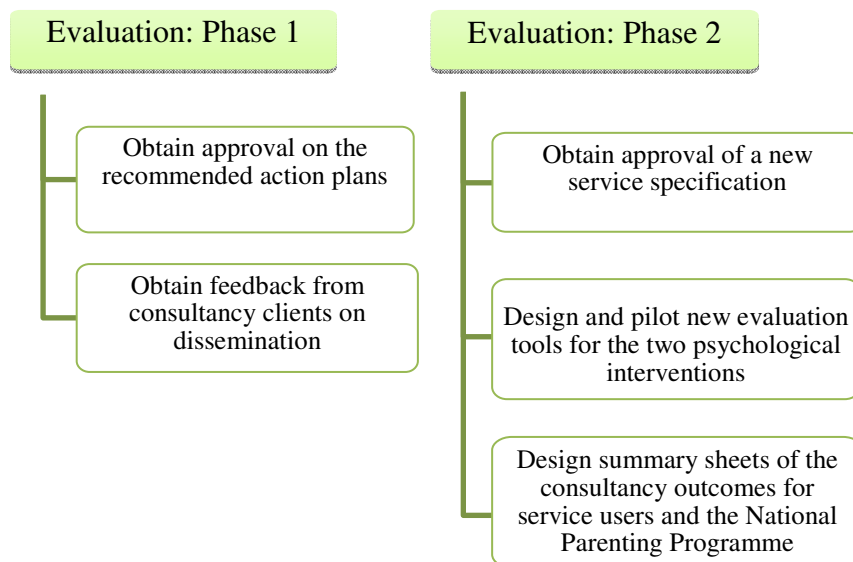 Evaluation: Phase 1
Obtain approval on the
recommended action plans
Obtain feedback from
consultancy clients on
dissemination
Evaluation: Phase 2
Obtain approval of a new
service specification
Design and pilot new evaluation
tools for the two psychological
interventions
Design summary sheets of the
consultancy outcomes for
service users and the National
Parenting Programme